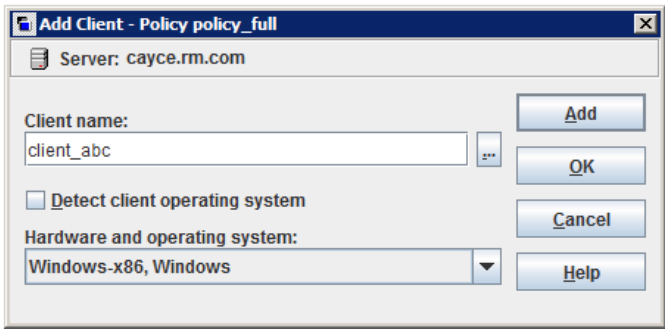 Add Client - Policy policy_full
Server: cayce.rm.com
Client name:
client_abc
...
Detect client operating system
Hardware and operating system:
Windows-x86, Windows
Add
OK
Cancel
Help